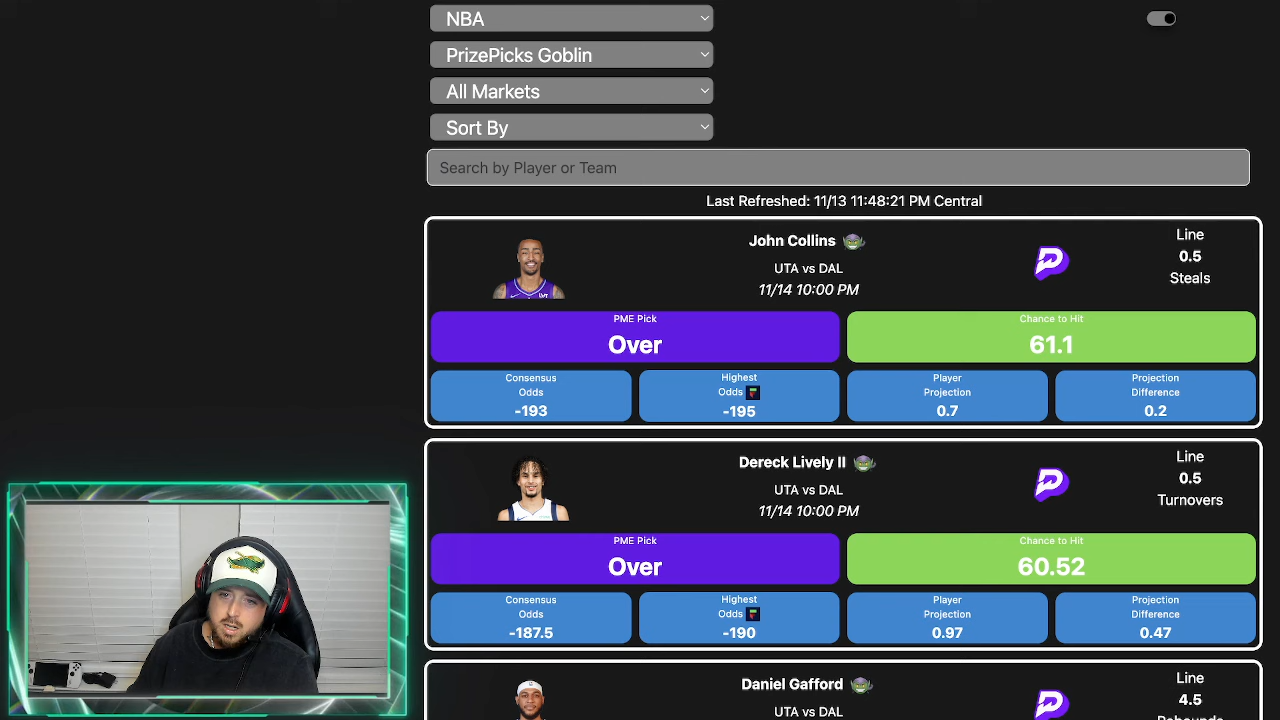 NBA
PrizePicks Goblin
All Markets
Sort By
Search by Player or Team
Last Refreshed: 11/13 11:48:21 PM Central
John Collins
UTA vs DAL
11/14 10:00 PM
Line
0.5
Steals
PME Pick
Over
Chance to Hit
61.1
Consensus
Odds
-193
Highest
Odds
-195
Player
Projection
0.7
Projection
Difference
0.2
Dereck Lively II
UTA vs DAL
11/14 10:00 PM
Line
0.5
Turnovers
PME Pick
Over
Chance to Hit
60.52
Consensus
Odds
-187.5
Highest
Odds
-190
Player
Projection
0.97
Projection
Difference
0.47
Daniel Gafford
UTA vs DAL
Line
4.5
Rebounds